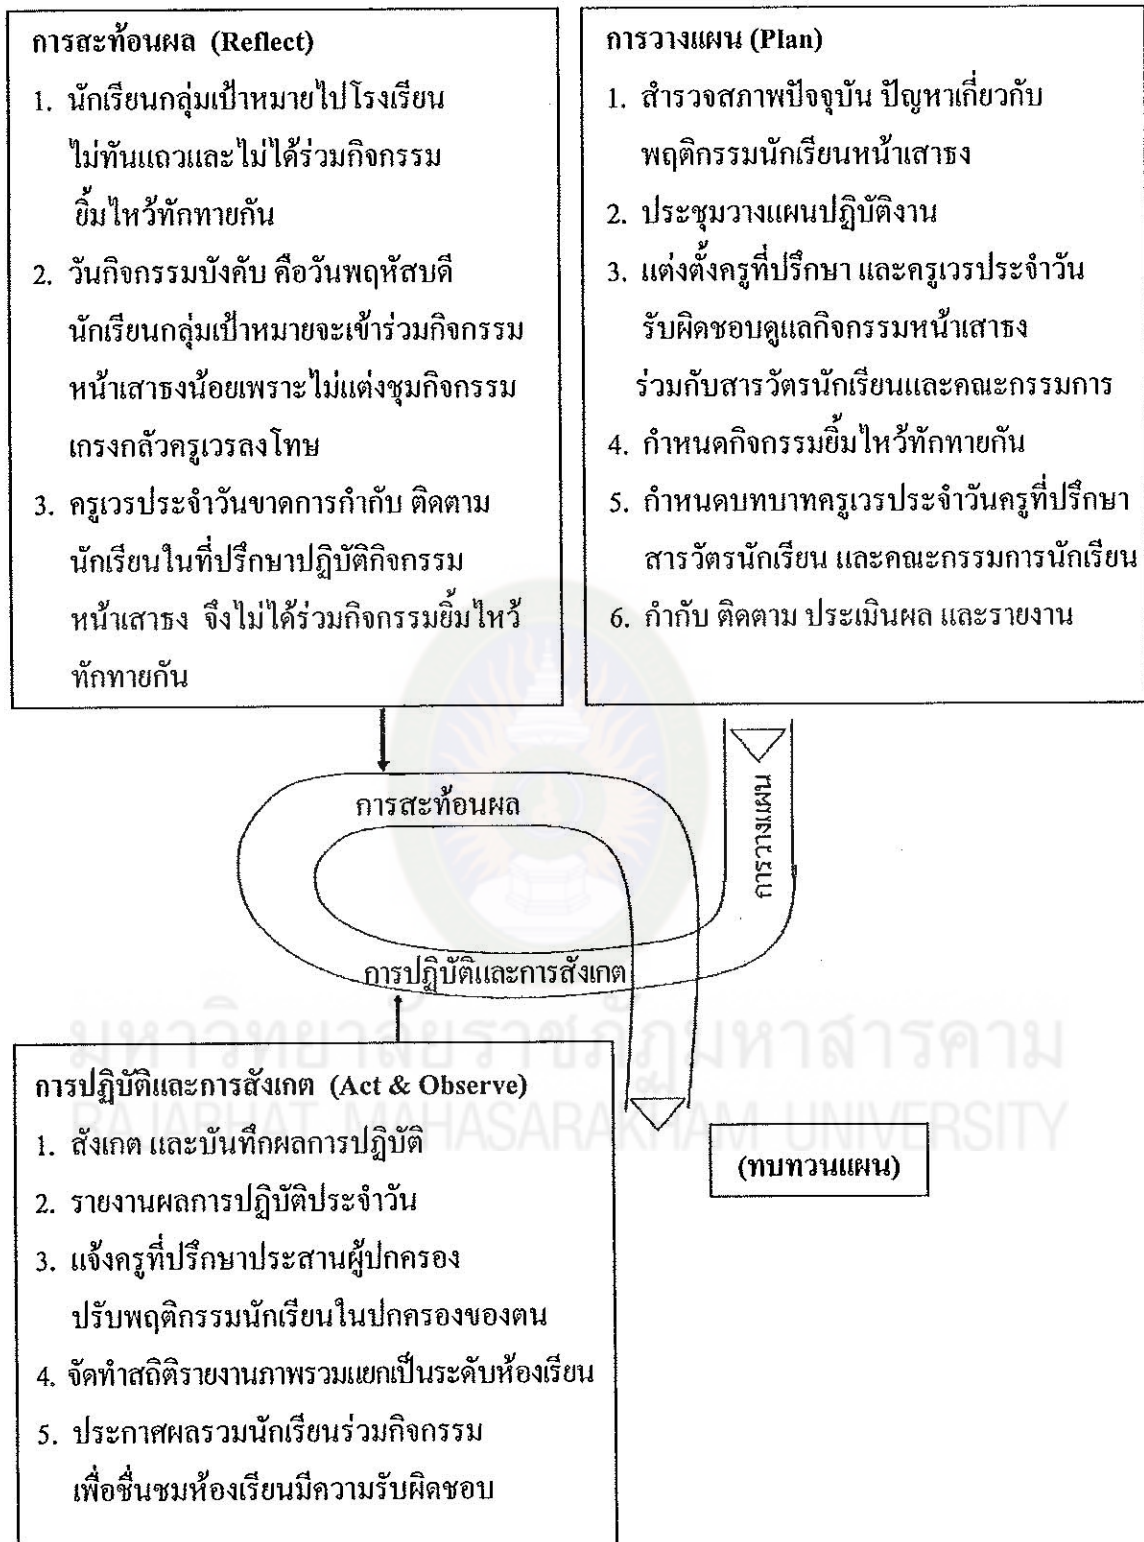 การสะท้อนผล (Reflect)
1. นักเรียนกลุ่มเป้าหมายไปโรงเรียน
ไม่ทันแถวและไม่ได้ร่วมกิจกรรม
ยิ้มไหว้ทักทายกัน
2. วันกิจกรรมบังคับ คือวันพฤหัสบดี
นักเรียนกลุ่มเป้าหมายจะเข้าร่วมกิจกรรม
หน้าเสาธงน้อยเพราะไม่แต่งชุมกิจกรรม
เกรงกลัวครูเวรลงโทษ
3. ครูเวรประจำวันขาดการกำกับ ติดตาม
นักเรียนในที่ปรึกษาปฏิบัติกิจกรรม
หน้าเสาธง จึงไม่ได้ร่วมกิจกรรมยิ้มไหว้
ทักทายกัน
การวางแผน (Plan)
1. สำรวจสภาพปัจจุบัน ปัญหาเกี่ยวกับ
พฤติกรรมนักเรียนหน้าเสาธง
2. ประชุมวางแผนปฏิบัติงาน
3. แต่งตั้งครูที่ปรึกษา และครูเวรประจำวัน
รับผิดชอบดูแลกิจกรรมหน้าเสาธง
ร่วมกับสารวัตรนักเรียนและคณะกรรมการ
4. กำหนดกิจกรรมยิ้มไหว้ทักทายกัน
5. กำหนดบทบาทครูเวรประจำวันครูที่ปรึกษา
สารวัตรนักเรียน และคณะกรรมการนักเรียน
6. กำกับ ติดตาม ประเมินผล และรายงาน
การสะท้อนผล
การวางแผน
การปฏิบัติและการสังเกต
มหาวิทยาลัยราชภัฏมหาสารคาม
RAJABHAT MAHASARAKHAM UNIVERSITY
การปฏิบัติและการสังเกต (Act & Observe)
1. สังเกต และบันทึกผลการปฏิบัติ
2. รายงานผลการปฏิบัติประจำวัน
3. แจ้งครูที่ปรึกษาประสานผู้ปกครอง
ปรับพฤติกรรมนักเรียนในปกครองของตน
4. จัดทำสถิติรายงานภาพรวมแยกเป็นระดับห้องเรียน
5. ประกาศผลรวมนักเรียนร่วมกิจกรรม
เพื่อชื่นชมห้องเรียนมีความรับผิดชอบ
(ทบทวนแผน)